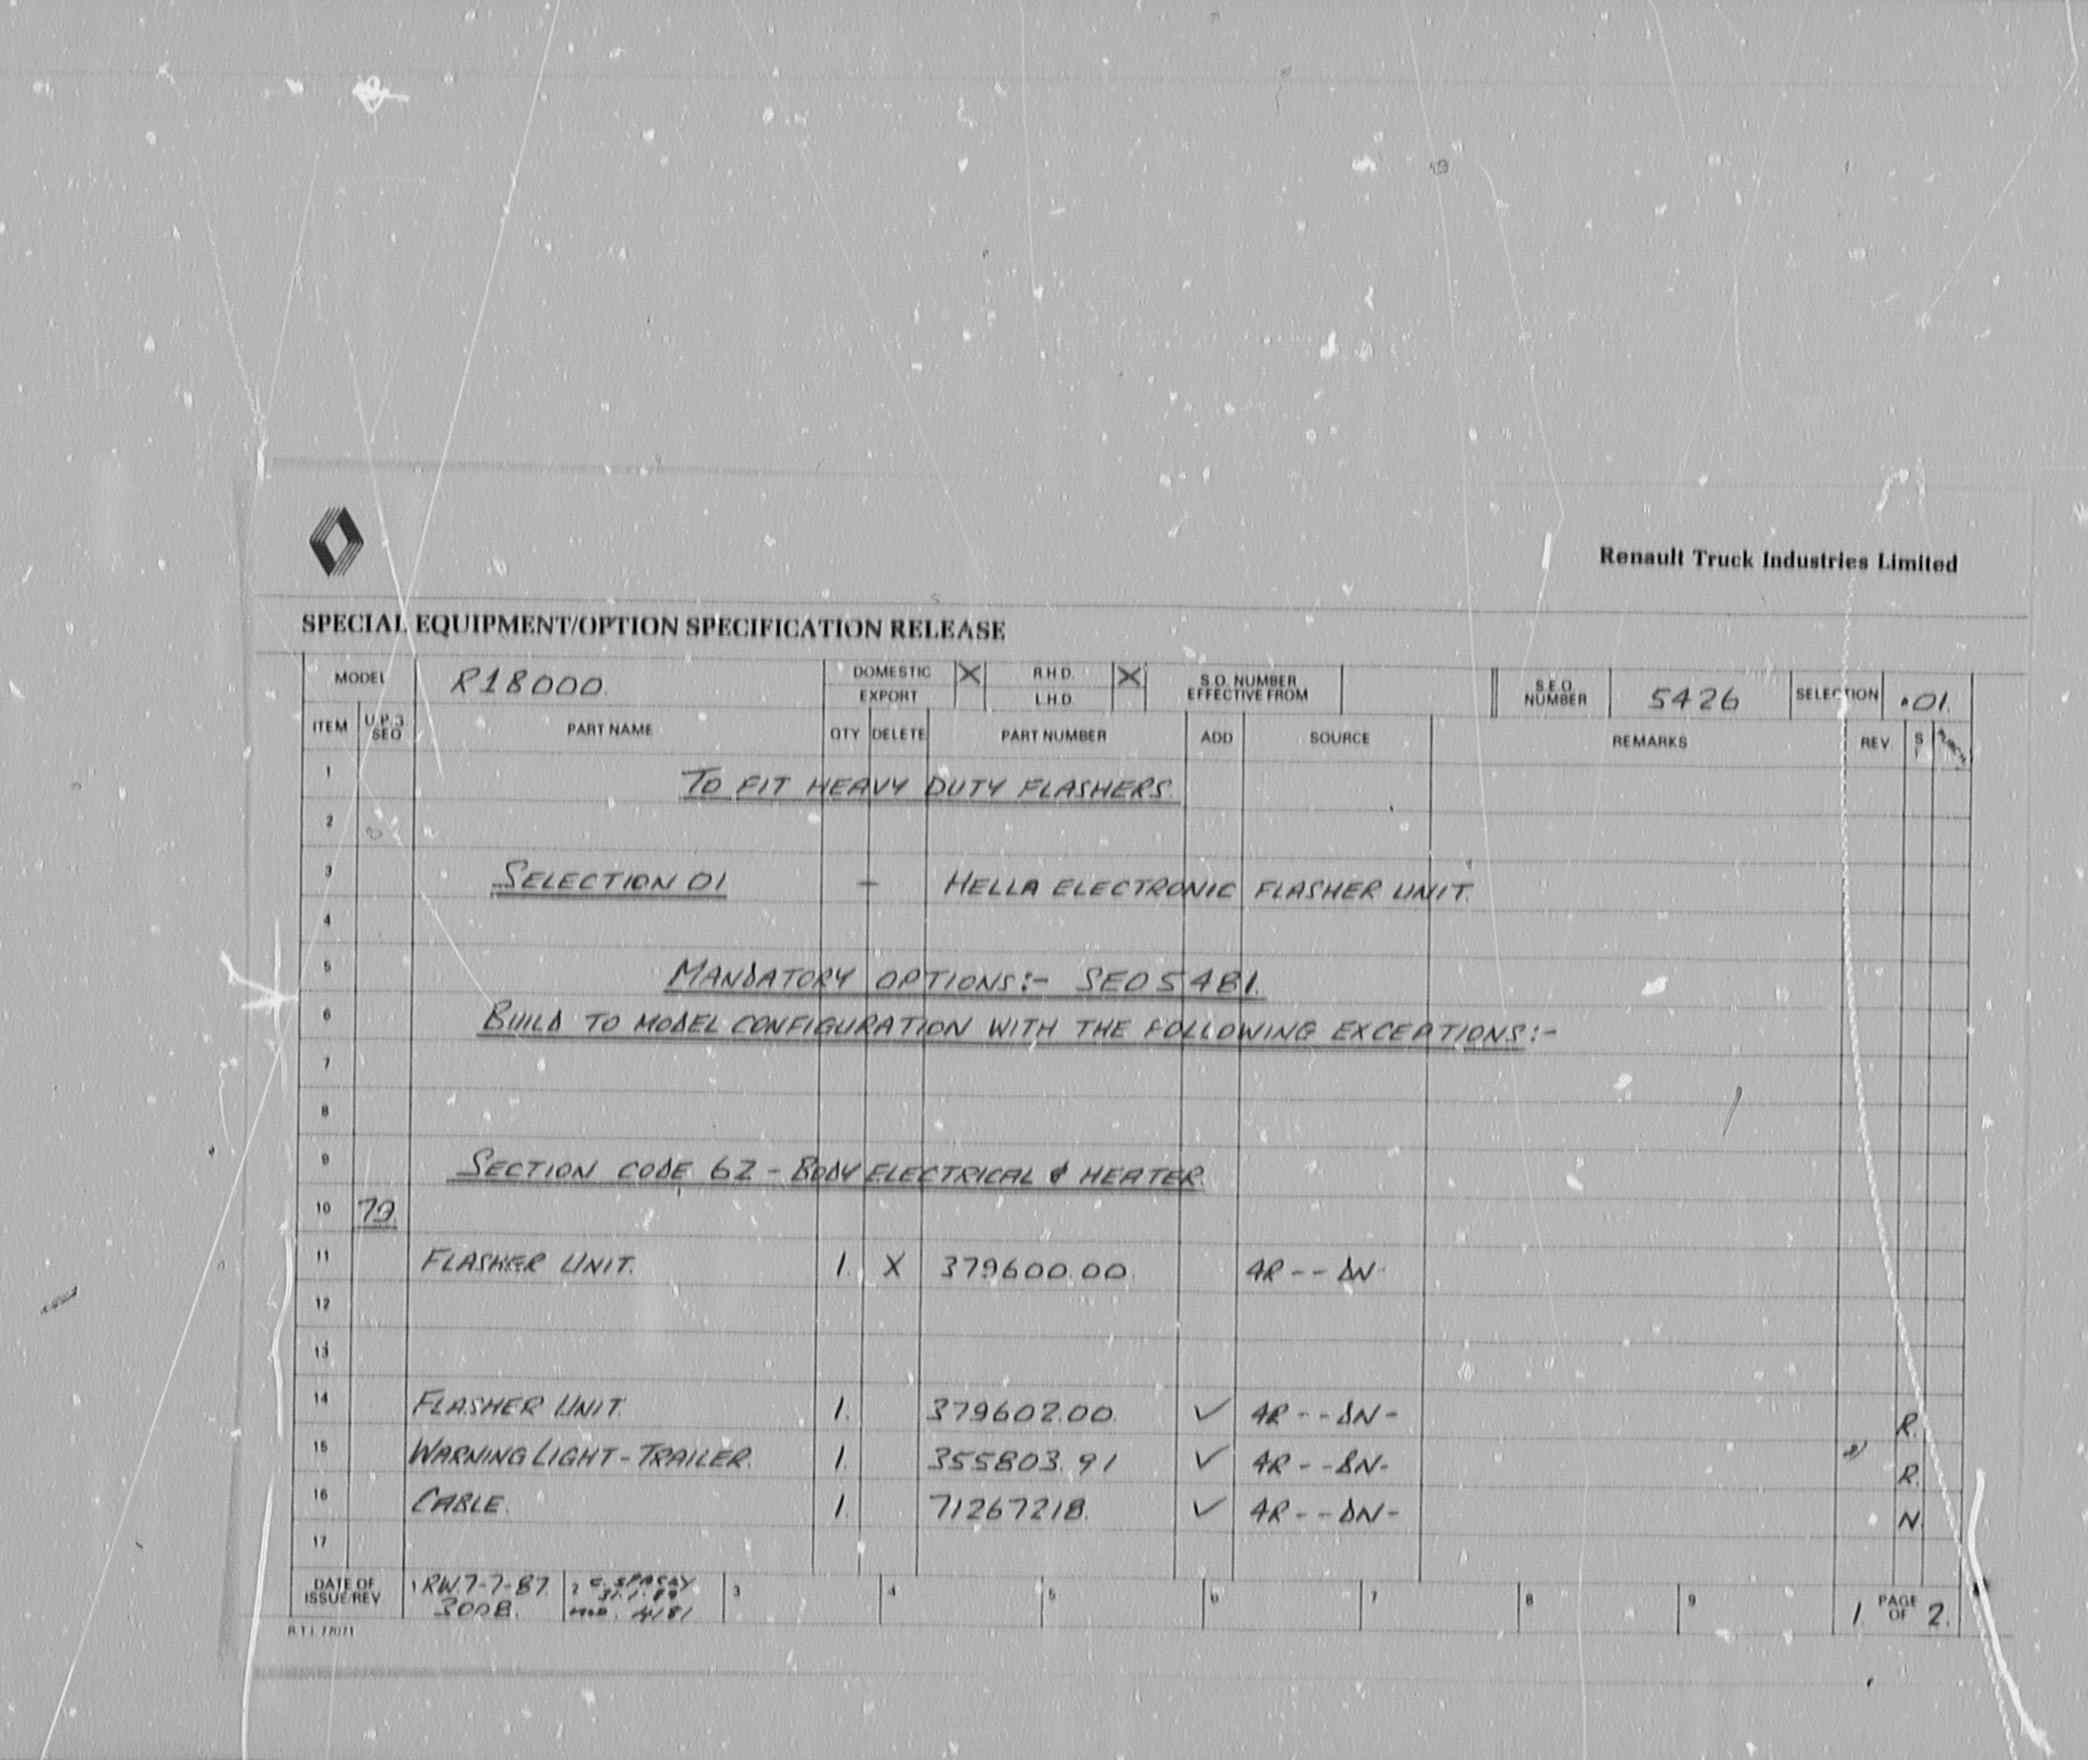 Renault Truck Industries Limited
SPECIAL EQUIPMENT/OPTION SPECIFICATION RELEASE
MODEL R18000. DOMESTIC X R.H.D. X S.O. NUMBER EFFECTIVE FROM S.E.O. NUMBER 5426 SELECTION .01.
EXPORT L.H.D.
ITEM U.P.3 SEQ PART NAME QTY DELETE PART NUMBER ADD SOURCE REMARKS REV S
1 TO FIT HEAVY DUTY FLASHERS.
2
3 SELECTION 01 - HELLA ELECTRONIC FLASHER UNIT.
4
5 MANDATORY OPTIONS:- SEO 5481.
6 BUILD TO MODEL CONFIGURATION WITH THE FOLLOWING EXCEPTIONS:-
7
8
9 SECTION CODE 62 - BODY ELECTRICAL & HEATER.
10 79.
11 FLASHER UNIT. 1. X 379600.00. 4R--DN-
12
13
14 FLASHER UNIT. 1. 379602.00. ✓ 4R--DN- R.
15 WARNING LIGHT-TRAILER. 1. 355803.91 ✓ 4R--DN- 2) R.
16 CABLE. 1. 71267218. ✓ 4R--DN- N.
17
DATE OF ISSUE/REV 1 RW.7-7-87. 2 3 4 5 6 7 8 9 1. PAGE OF 2.
3008.
R.T.I. 77071